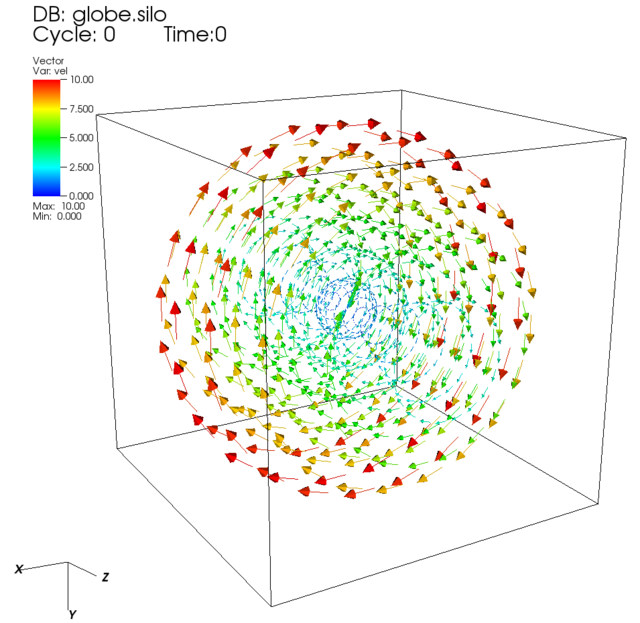 DB: globe.silo
Cycle: 0 Time:0
Vector
Var: vel
10.00
7.500
5.000
2.500
0.000
Max: 10.00
Min: 0.000
X
Z
Y